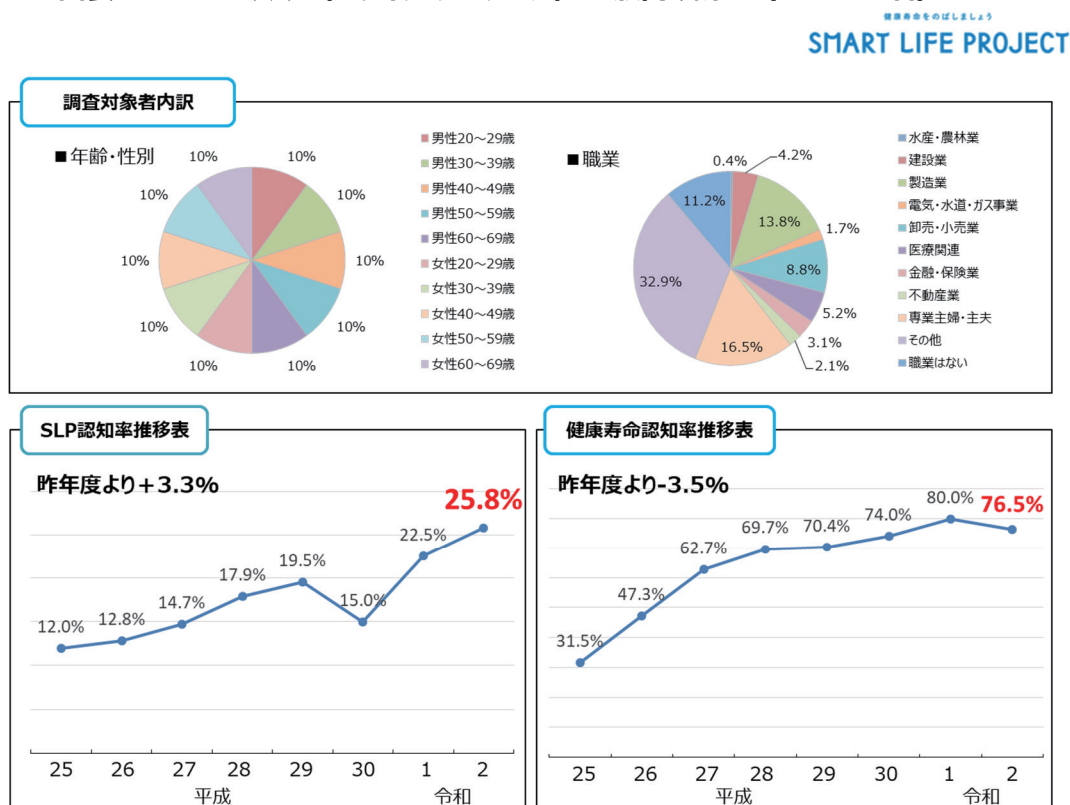 健康寿命をのばしましょう
SMART LIFE PROJECT
調査対象者内訳
■年齢・性別
10%
10%
10%
10%
10%
10%
10%
10%
10%
10%
男性20～29歳
男性30～39歳
男性40～49歳
男性50～59歳
男性60～69歳
女性20～29歳
女性30～39歳
女性40～49歳
女性50～59歳
女性60～69歳
■職業
0.4%
4.2%
13.8%
1.7%
8.8%
5.2%
3.1%
2.1%
16.5%
32.9%
11.2%
水産・農林業
建設業
製造業
電気・水道・ガス事業
卸売・小売業
医療関連
金融・保険業
不動産業
専業主婦・主夫
その他
職業はない
SLP認知率推移表
昨年度より＋3.3%
12.0%
12.8%
14.7%
17.9%
19.5%
15.0%
22.5%
25.8%
25 26 27 28 29 30 1 2
平成 令和
健康寿命認知率推移表
昨年度より-3.5%
31.5%
47.3%
62.7%
69.7%
70.4%
74.0%
80.0%
76.5%
25 26 27 28 29 30 1 2
平成 令和